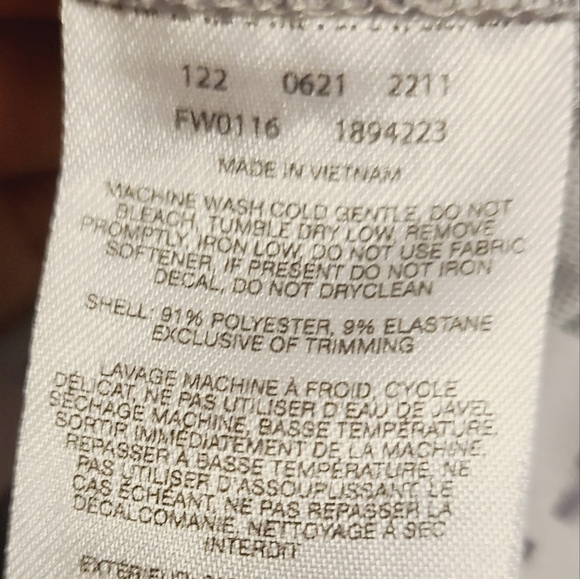 122 0621 2211
FW0116 1894223
MADE IN VIETNAM
MACHINE WASH COLD GENTLE, DO NOT
BLEACH, TUMBLE DRY LOW, REMOVE
PROMPTLY, IRON LOW, DO NOT USE FABRIC
SOFTENER, IF PRESENT DO NOT IRON
DECAL, DO NOT DRYCLEAN
SHELL: 91% POLYESTER, 9% ELASTANE
EXCLUSIVE OF TRIMMING
LAVAGE MACHINE À FROID, CYCLE
DÉLICAT, NE PAS UTILISER D'EAU DE JAVEL,
SÉCHAGE MACHINE, BASSE TEMPÉRATURE,
SORTIR IMMÉDIATEMENT DE LA MACHINE,
REPASSER À BASSE TEMPÉRATURE, NE
PAS UTILISER D'ASSOUPLISSANT, LE
CAS ÉCHÉANT, NE PAS REPASSER LA
DÉCALCOMANIE, NETTOYAGE À SEC
INTERDIT